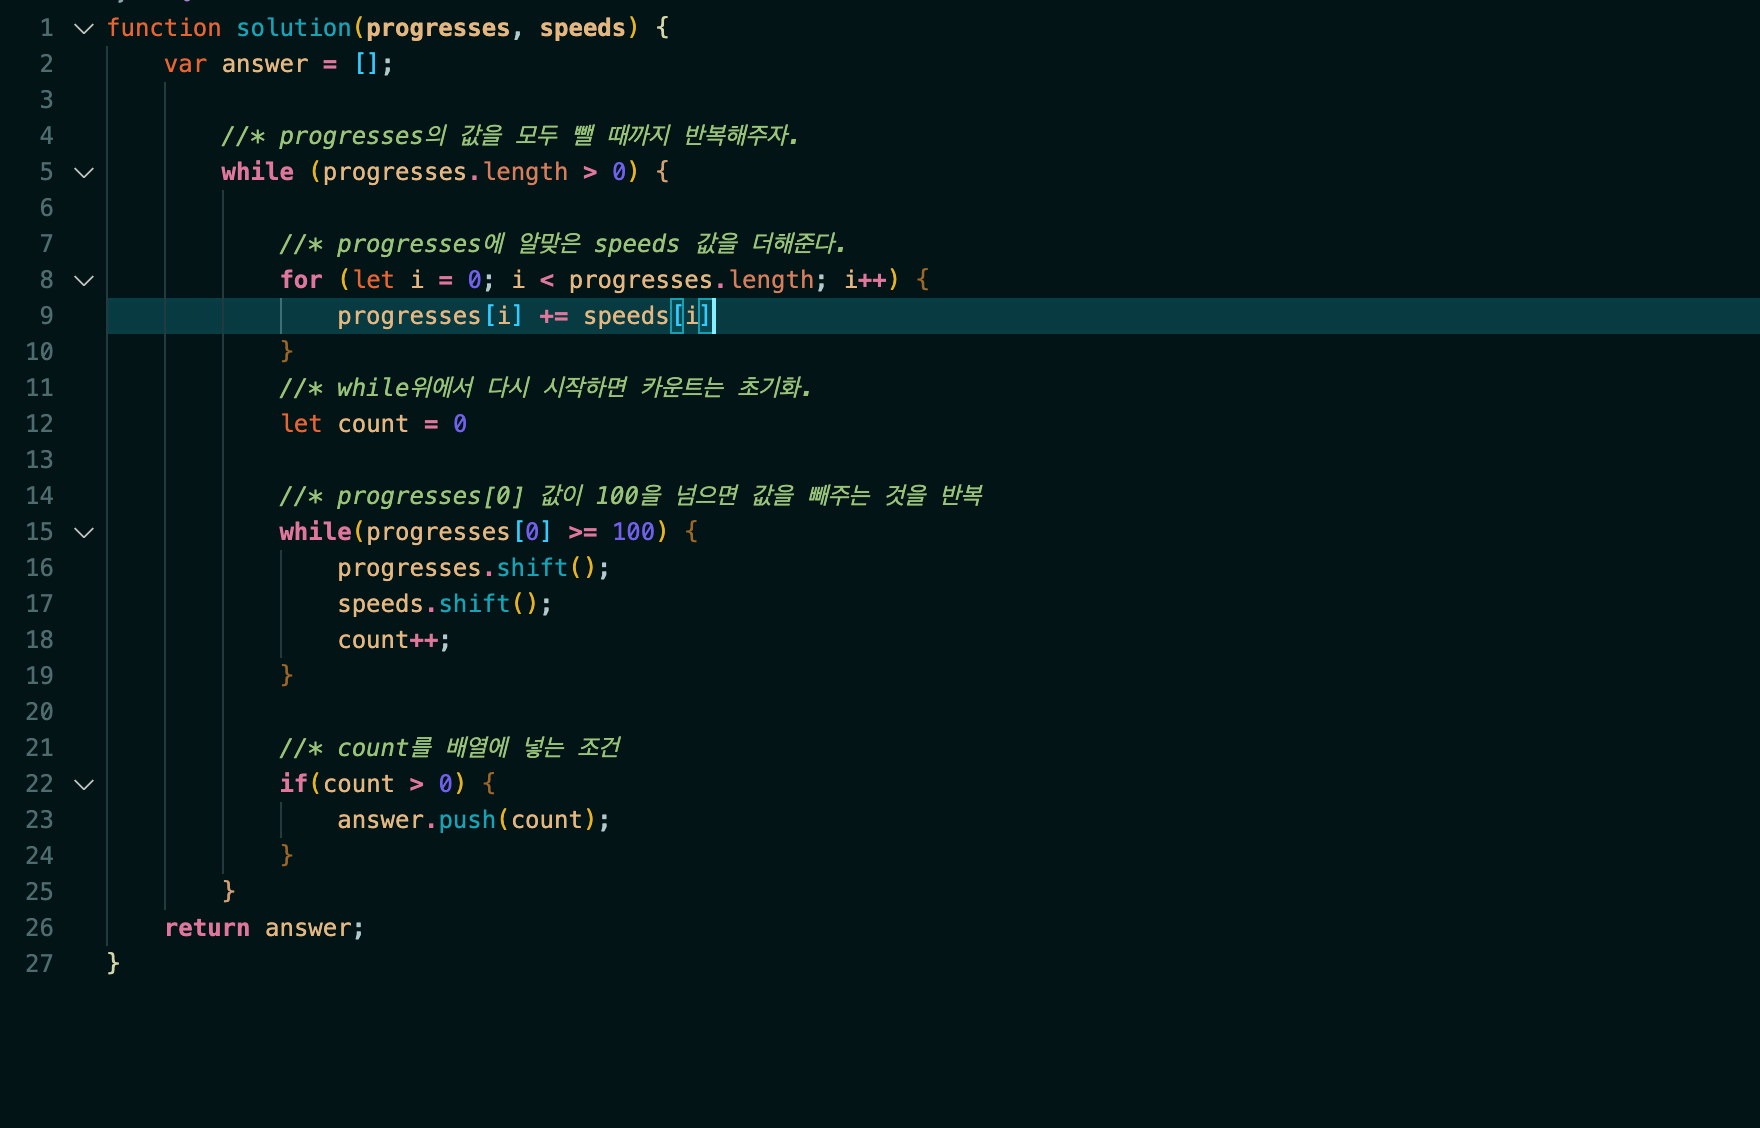 1 function solution(progresses, speeds) {
2 var answer = [];
3
4 //* progresses의 값을 모두 뺄 때까지 반복해주자.
5 while (progresses.length > 0) {
6
7 //* progresses에 알맞은 speeds 값을 더해준다.
8 for (let i = 0; i < progresses.length; i++) {
9 progresses[i] += speeds[i]
10 }
11 //* while위에서 다시 시작하면 카운트는 초기화.
12 let count = 0
13
14 //* progresses[0] 값이 100을 넘으면 값을 빼주는 것을 반복
15 while(progresses[0] >= 100) {
16 progresses.shift();
17 speeds.shift();
18 count++;
19 }
20
21 //* count를 배열에 넣는 조건
22 if(count > 0) {
23 answer.push(count);
24 }
25 }
26 return answer;
27 }